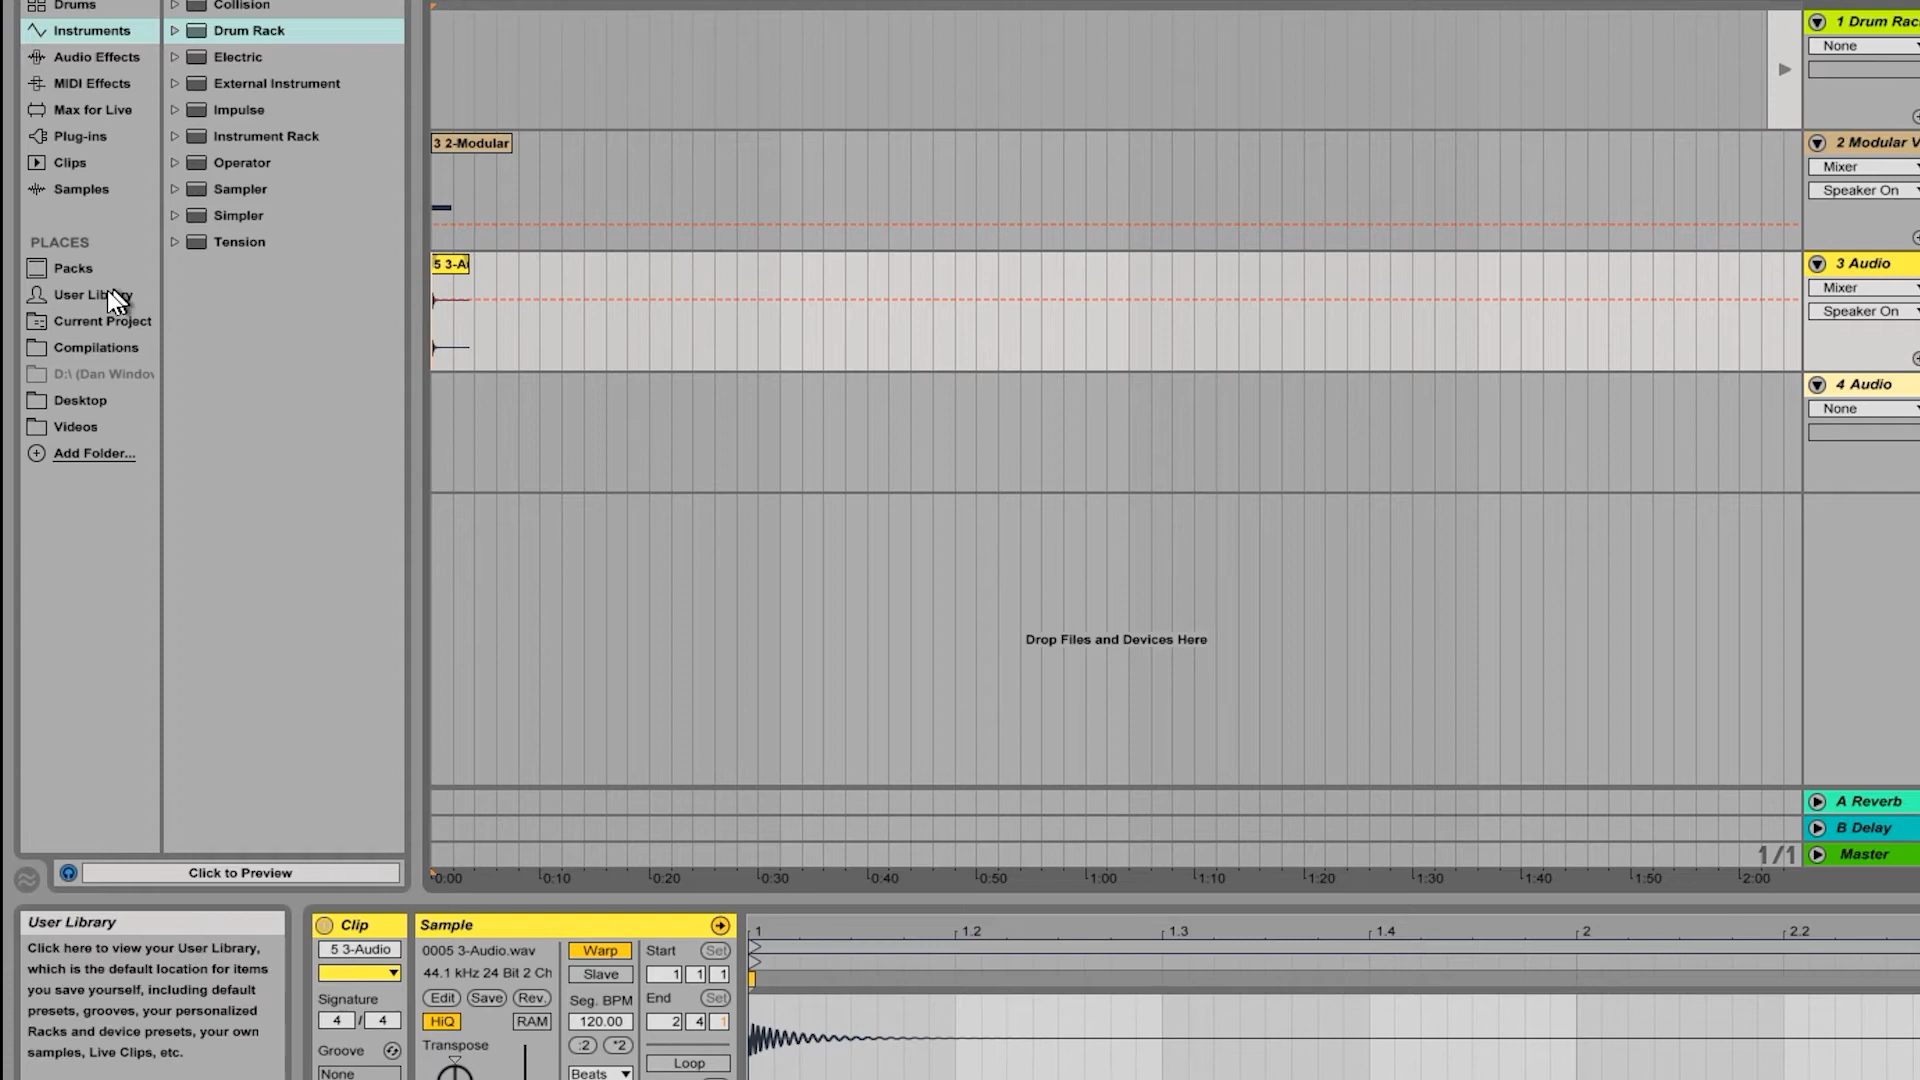 Drums
Instruments
Audio Effects
MIDI Effects
Max for Live
Plug-ins
Clips
Samples
PLACES
Packs
User Library
Current Project
Compilations
D:\ (Dan Window
Desktop
Videos
Add Folder...
Collision
Drum Rack
Electric
External Instrument
Impulse
Instrument Rack
Operator
Sampler
Simpler
Tension
Click to Preview
3 2-Modular
5 3-A
Drop Files and Devices Here
1/1
0:00 0:10 0:20 0:30 0:40 0:50 1:00 1:10 1:20 1:30 1:40 1:50 2:00
1 Drum Rac
None
2 Modular V
Mixer
Speaker On
3 Audio
Mixer
Speaker On
4 Audio
None
A Reverb
B Delay
Master
User Library
Click here to view your User Library,
which is the default location for items
you save yourself, including default
presets, grooves, your personalized
Racks and device presets, your own
samples, Live Clips, etc.
Clip
5 3-Audio
Signature
4 / 4
Groove
None
Sample
0005 3-Audio.wav
44.1 kHz 24 Bit 2 Ch
Edit Save Rev.
HiQ RAM
Transpose
Warp
Slave
Seg. BPM
120.00
:2 *2
Beats
Start Set
1 1 1
End Set
2 4 1
Loop
1 1.2 1.3 1.4 2 2.2